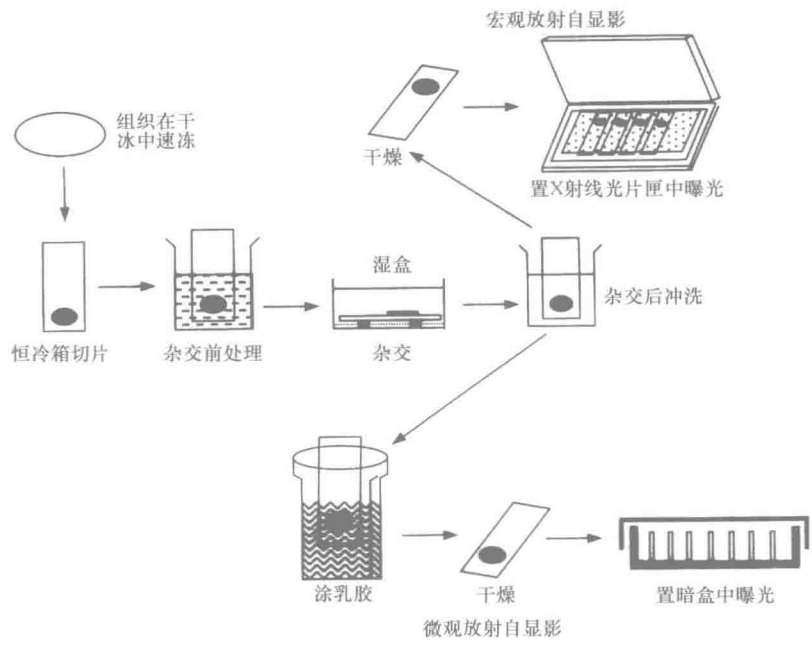 宏观放射自显影
组织在干
冰中速冻
干燥
置X射线光片匣中曝光
湿盒
杂交后冲洗
恒冷箱切片
杂交前处理
杂交
涂乳胶
干燥
置暗盒中曝光
微观放射自显影